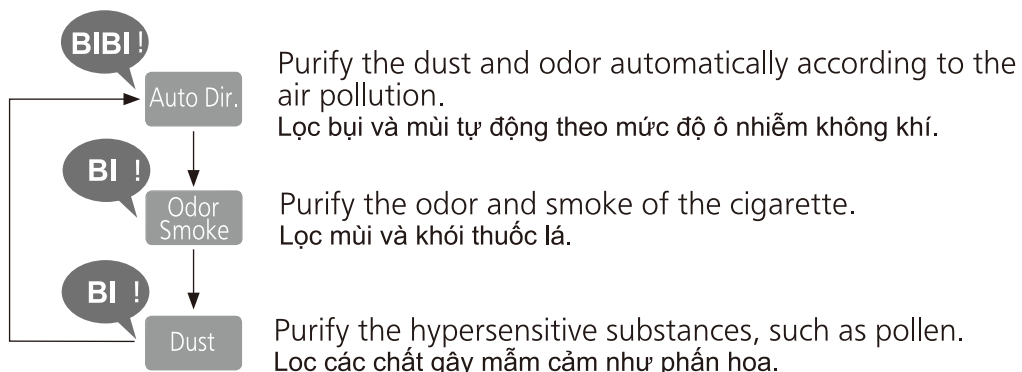 BIBI !
Auto Dir.
Purify the dust and odor automatically according to the
air pollution.
Lọc bụi và mùi tự động theo mức độ ô nhiễm không khí.
BI !
Odor
Smoke
Purify the odor and smoke of the cigarette.
Lọc mùi và khói thuốc lá.
BI !
Dust
Purify the hypersensitive substances, such as pollen.
Lọc các chất gây mẫm cảm như phấn hoa.